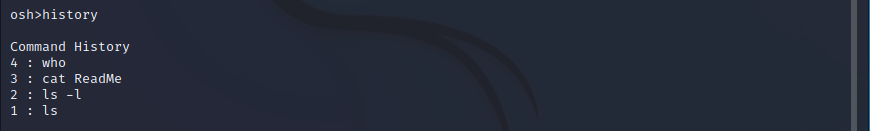 osh>history

Command History
4 : who
3 : cat ReadMe
2 : ls -l
1 : ls